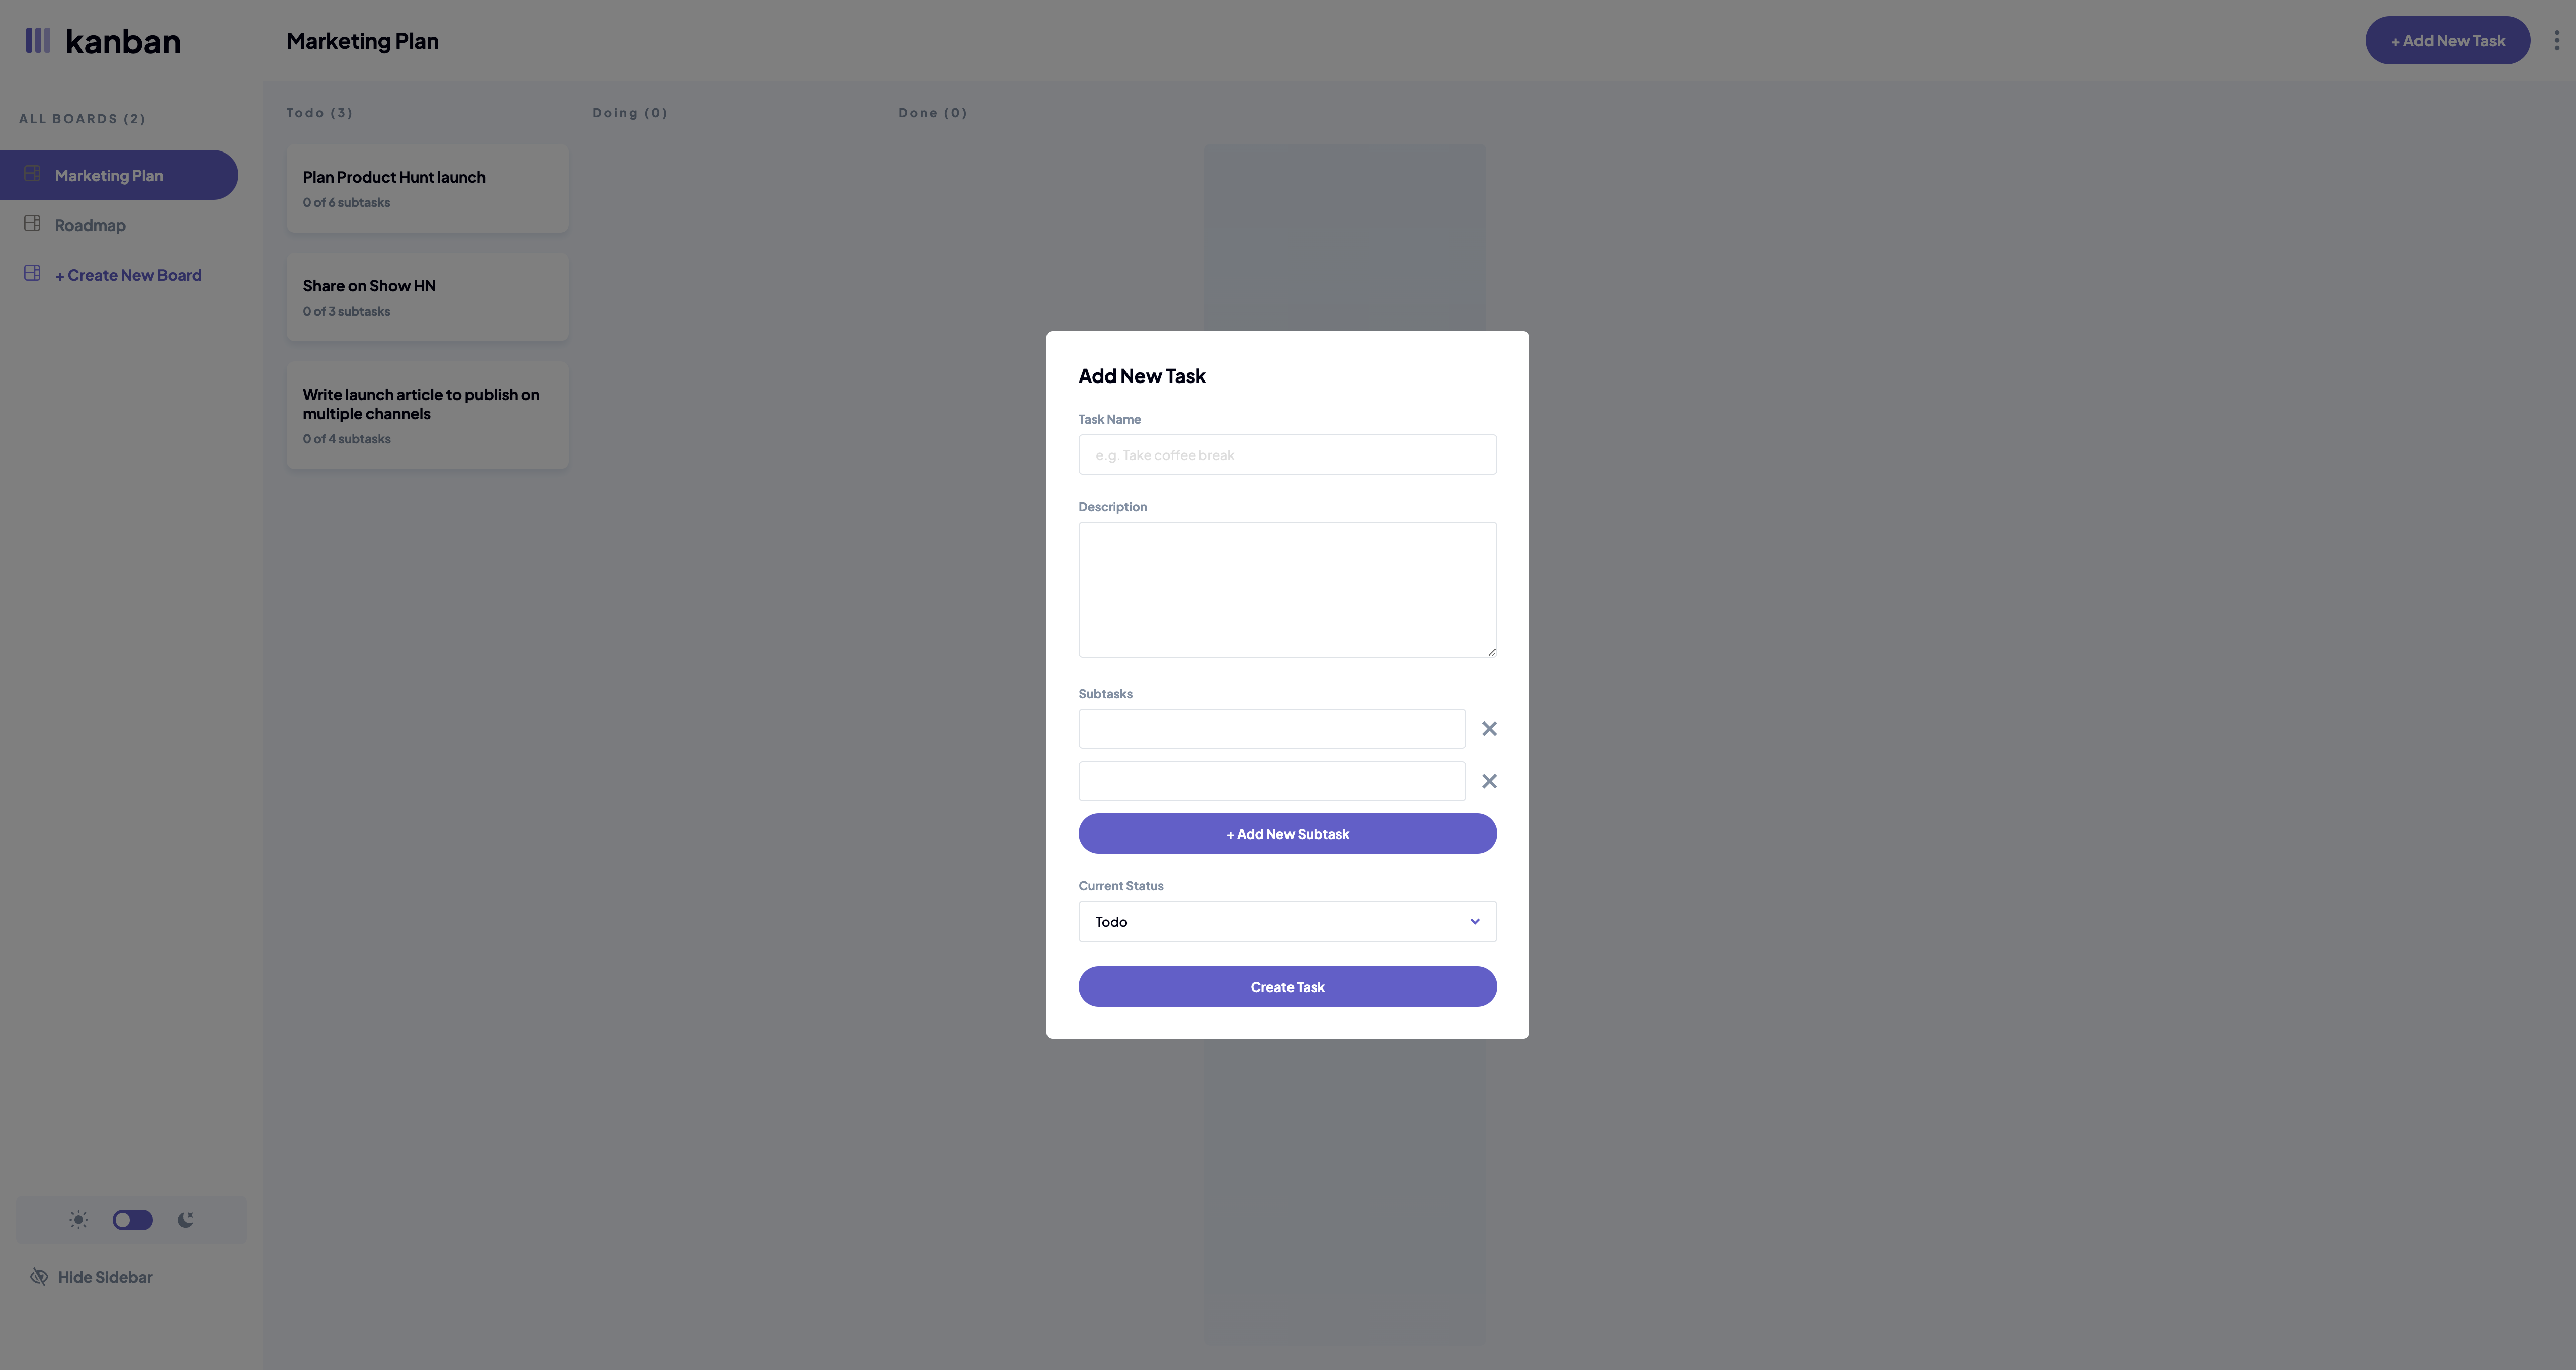 kanban
Marketing Plan
+ Add New Task
ALL BOARDS (2)
Marketing Plan
Roadmap
+ Create New Board
Todo (3)
Plan Product Hunt launch
0 of 6 subtasks
Share on Show HN
0 of 3 subtasks
Write launch article to publish on
multiple channels
0 of 4 subtasks
Doing (0)
Done (0)
Add New Task
Task Name
e.g. Take coffee break
Description
Subtasks
+ Add New Subtask
Current Status
Todo
Create Task
Hide Sidebar